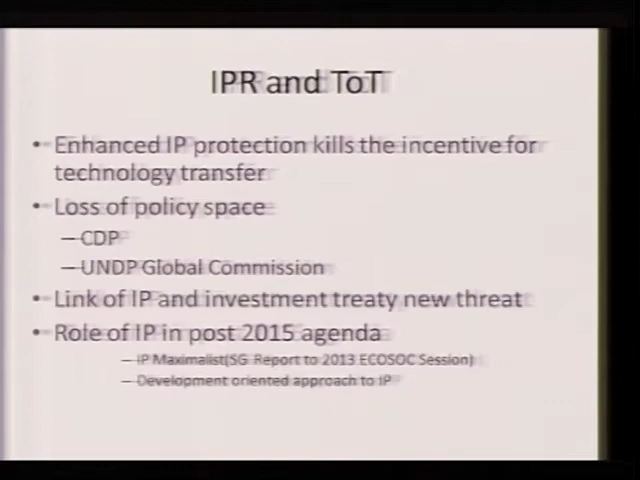 IPR and ToT
• Enhanced IP protection kills the incentive for
technology transfer
• Loss of policy space
– CDP
– UNDP Global Commission
• Link of IP and investment treaty new threat
• Role of IP in post 2015 agenda
– IP Maximalist(SG Report to 2013 ECOSOC Session)
– Development oriented approach to IP